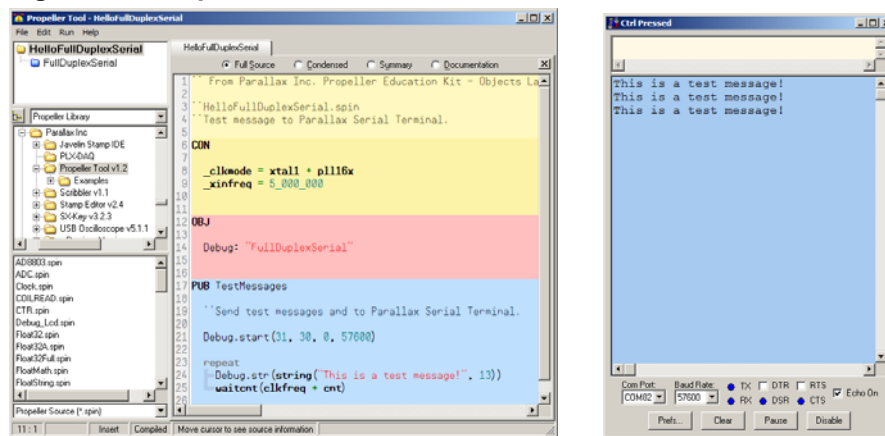 Propeller Tool - HelloFullDuplexSerial
File Edit Run Help
HelloFullDuplexSerial
FullDuplexSerial
Propeller Library
Parallax Inc
Javelin Stamp IDE
PLX-DAQ
Propeller Tool v1.2
Examples
Scribbler v1.1
Stamp Editor v2.4
SX-Key v3.2.3
USB Oscilloscope v5.1.1
AD8803.spin
ADC.spin
Clock.spin
COILREAD.spin
CTR.spin
Debug_Lcd.spin
Float32.spin
Float32A.spin
Float32Full.spin
FloatMath.spin
FloatString.spin
Propeller Source (*.spin)
HelloFullDuplexSerial
Full Source Condensed Summary Documentation
1 '' From Parallax Inc. Propeller Education Kit - Objects La
2
3 ''HelloFullDuplexSerial.spin
4 ''Test message to Parallax Serial Terminal.
5
6 CON
7
8 _clkmode = xtal1 + pll16x
9 _xinfreq = 5_000_000
10
11
12 OBJ
13
14 Debug: "FullDuplexSerial"
15
16
17 PUB TestMessages
18
19 ''Send test messages and to Parallax Serial Terminal.
20
21 Debug.start(31, 30, 0, 57600)
22
23 repeat
24 Debug.str(string("This is a test message!", 13))
25 waitcnt(clkfreq + cnt)
26
11 : 1 Insert Compiled Move cursor to see source information
Ctrl Pressed
This is a test message!
This is a test message!
This is a test message!
Com Port: Baud Rate: TX DTR RTS
COM82 57600 RX DSR CTS Echo On
Prefs... Clear Pause Disable